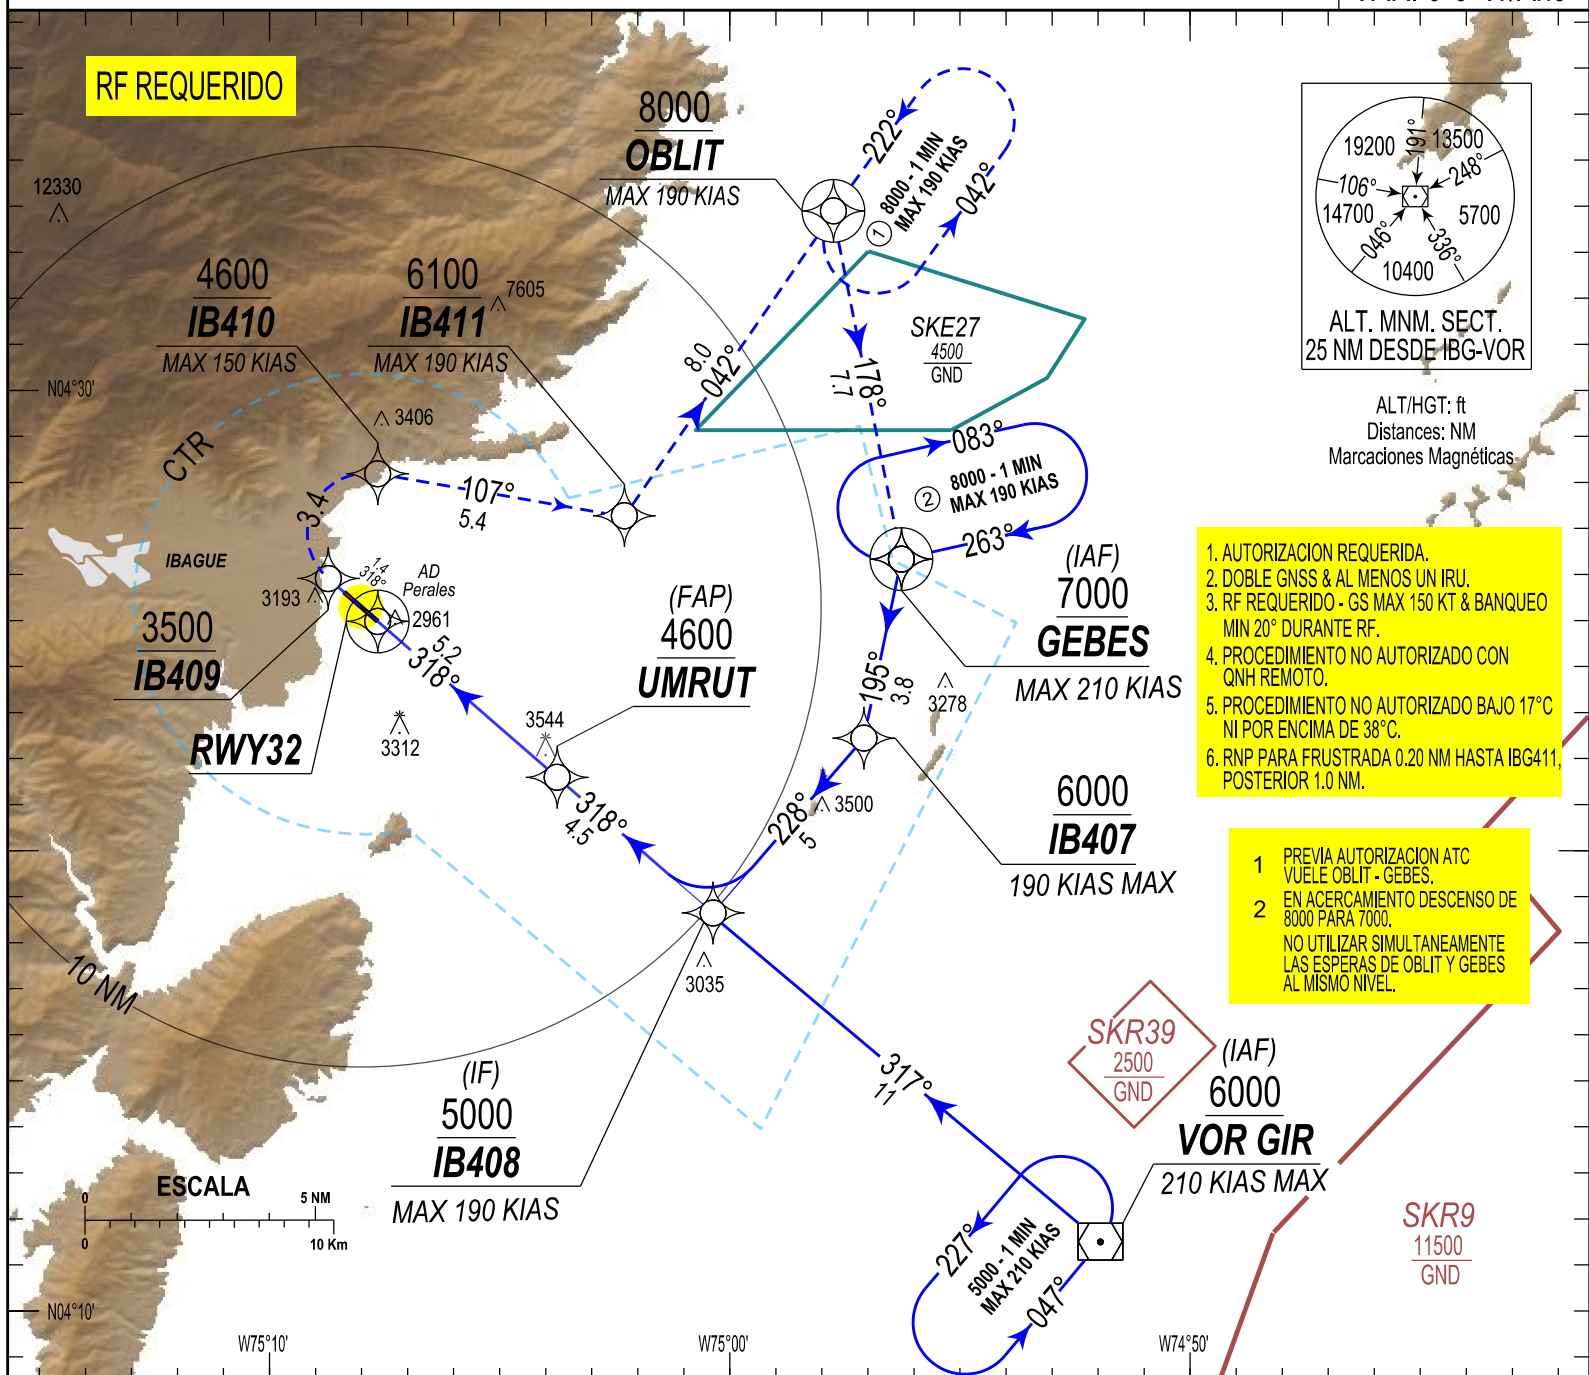 RF REQUERIDO
8000
OBLIT
MAX 190 KIAS
222°
8000 - 1 MIN
MAX 190 KIAS
1
042°
19200
191°
13500
106°
248°
14700
5700
046°
336°
10400
ALT. MNM. SECT.
25 NM DESDE IBG-VOR
ALT/HGT: ft
Distances: NM
Marcaciones Magnéticas
12330
4600
IB410
MAX 150 KIAS
6100
IB411
MAX 190 KIAS
7605
SKE27
4500
GND
8.0
042°
178°
7.7
N04°30'
3406
CTR
083°
8000 - 1 MIN
MAX 190 KIAS
2
263°
107°
5.4
3.4
IBAGUE
1.4
318°
AD
Perales
3193
2961
3500
IB409
5.2
318°
(FAP)
4600
UMRUT
(IAF)
7000
GEBES
MAX 210 KIAS
195°
3.8
3278
1. AUTORIZACION REQUERIDA.
2. DOBLE GNSS & AL MENOS UN IRU.
3. RF REQUERIDO - GS MAX 150 KT & BANQUEO
MIN 20° DURANTE RF.
4. PROCEDIMIENTO NO AUTORIZADO CON
QNH REMOTO.
5. PROCEDIMIENTO NO AUTORIZADO BAJO 17°C
NI POR ENCIMA DE 38°C.
6. RNP PARA FRUSTRADA 0.20 NM HASTA IBG411,
POSTERIOR 1.0 NM.
RWY32
3312
3544
318°
4.5
228°
5
3500
6000
IB407
190 KIAS MAX
1 PREVIA AUTORIZACION ATC
VUELE OBLIT - GEBES.
2 EN ACERCAMIENTO DESCENSO DE
8000 PARA 7000.
NO UTILIZAR SIMULTANEAMENTE
LAS ESPERAS DE OBLIT Y GEBES
AL MISMO NIVEL.
10 NM
3035
(IF)
5000
IB408
MAX 190 KIAS
317°
11
SKR39
2500
GND
(IAF)
6000
VOR GIR
210 KIAS MAX
227°
5000 - 1 MIN
MAX 210 KIAS
047°
SKR9
11500
GND
ESCALA
0
5 NM
0
10 Km
N04°10'
W75°10'
W75°00'
W74°50'